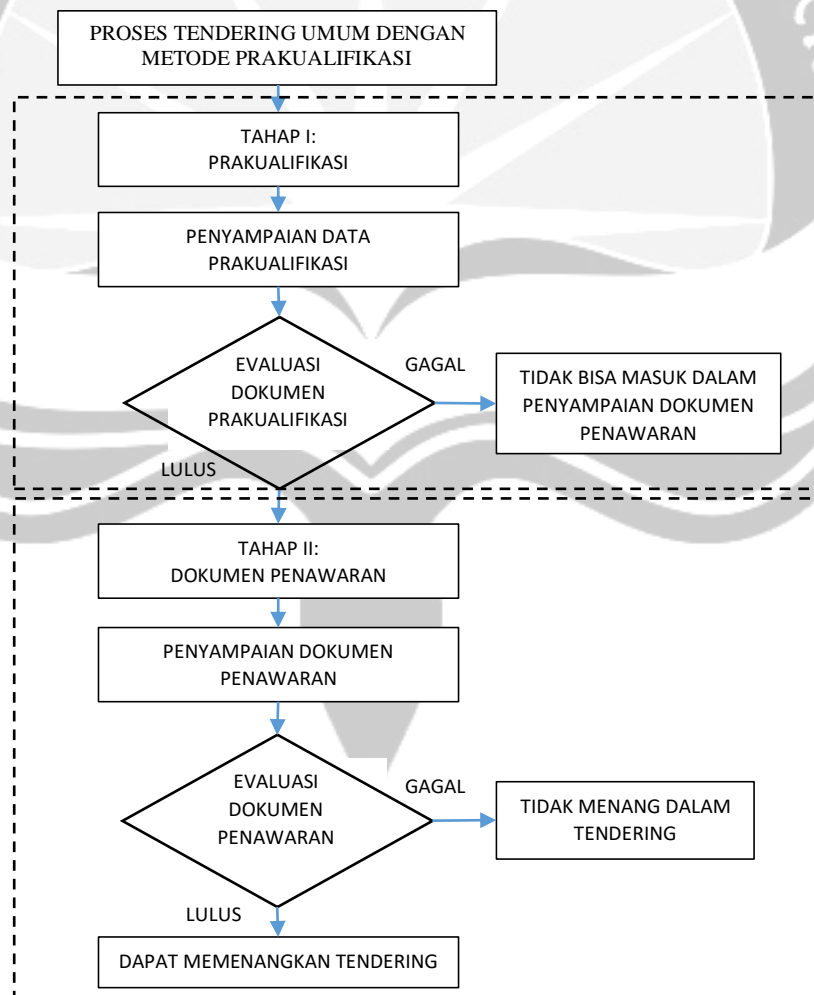 PROSES TENDERING UMUM DENGAN
METODE PRAKUALIFIKASI
TAHAP I:
PRAKUALIFIKASI
PENYAMPAIAN DATA
PRAKUALIFIKASI
EVALUASI
DOKUMEN
PRAKUALIFIKASI
GAGAL
TIDAK BISA MASUK DALAM
PENYAMPAIAN DOKUMEN
PENAWARAN
LULUS
TAHAP II:
DOKUMEN PENAWARAN
PENYAMPAIAN DOKUMEN
PENAWARAN
EVALUASI
DOKUMEN
PENAWARAN
GAGAL
TIDAK MENANG DALAM
TENDERING
LULUS
DAPAT MEMENANGKAN TENDERING